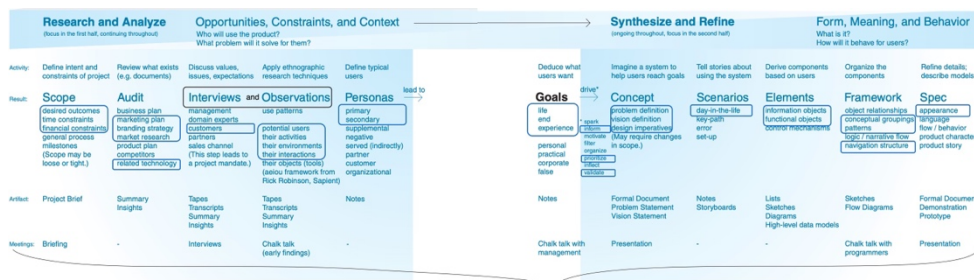 Research and Analyze
(focus in the first half, continuing throughout)
Opportunities, Constraints, and Context
Who will use the product?
What problem will it solve for them?
Synthesize and Refine
(ongoing throughout, focus in the second half)
Form, Meaning, and Behavior
What is it?
How will it behave for users?
Activity:
Define intent and
constraints of project
Review what exists
(e.g. documents)
Discuss values,
issues, expectations
Apply ethnographic
research techniques
Define typical
users
Deduce what
users want
Imagine a system to
help users reach goals
Tell stories about
using the system
Derive components
based on users
Organize the
components
Refine details;
describe models
lead to
drive*
Result:
Scope
desired outcomes
time constraints
financial constraints
general process
milestones
(Scope may be
loose or tight.)
Audit
business plan
marketing plan
branding strategy
market research
product plan
competitors
related technology
Interviews and Observations
management
domain experts
customers
partners
sales channel
(This step leads to
a project mandate.)
use patterns
potential users
their activities
their environments
their interactions
their objects (tools)
(aeiou framework from
Rick Robinson, Sapient)
Personas
primary
secondary
supplemental
negative
served (indirectly)
partner
customer
organizational
Goals
life
end
experience
personal
practical
corporate
false
* spark
inform
motivate
filter
organize
prioritize
inflect
validate
Concept
problem definition
vision definition
design imperatives
(May require changes
in scope.)
Scenarios
day-in-the-life
key-path
error
set-up
Elements
information objects
functional objects
control mechanisms
Framework
object relationships
conceptual groupings
patterns
logic / narrative flow
navigation structure
Spec
appearance
language
flow / behavior
product character
product story
Artifact:
Project Brief
Summary
Insights
Tapes
Transcripts
Summary
Insights
Tapes
Transcripts
Summary
Insights
Notes
Notes
Formal Document
Problem Statement
Vision Statement
Notes
Storyboards
Lists
Sketches
Diagrams
High-level data models
Sketches
Flow Diagrams
Formal Document
Demonstration
Prototype
Meetings:
Briefing
-
Interviews
Chalk talk
(early findings)
-
Chalk talk with
management
Presentation
-
-
Chalk talk with
programmers
Presentation